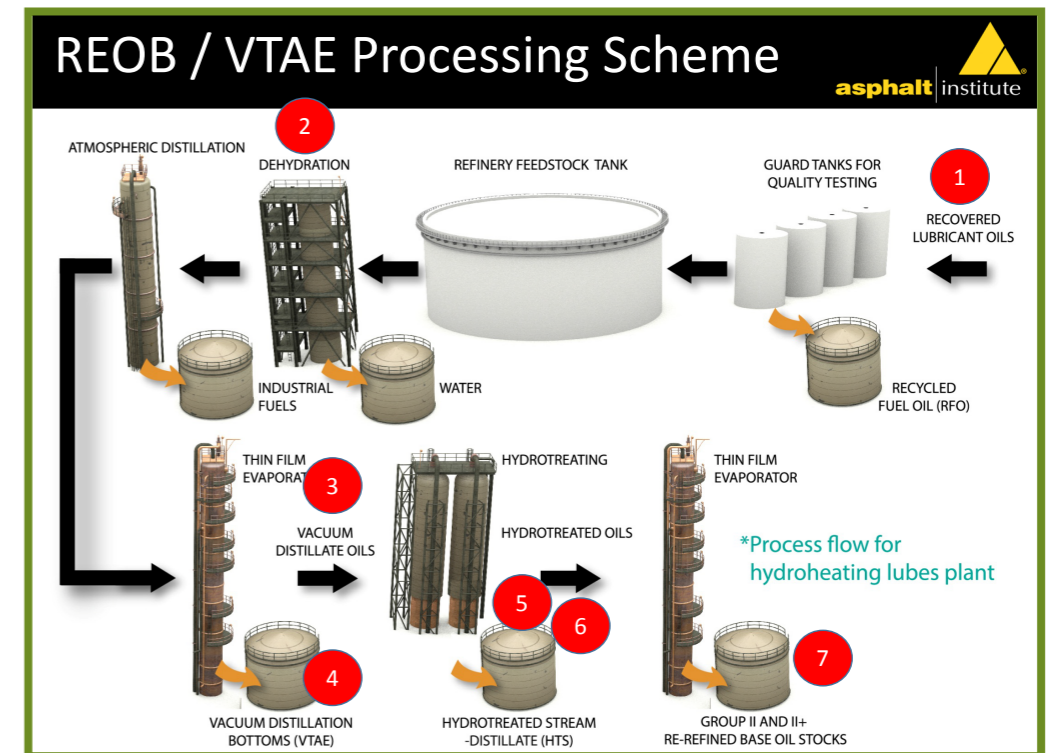 REOB / VTAE Processing Scheme
asphalt institute
2
ATMOSPHERIC DISTILLATION
DEHYDRATION
REFINERY FEEDSTOCK TANK
GUARD TANKS FOR
QUALITY TESTING
1
RECOVERED
LUBRICANT OILS
INDUSTRIAL
FUELS
WATER
RECYCLED
FUEL OIL (RFO)
THIN FILM
EVAPORAT
3
VACUUM
DISTILLATE OILS
HYDROTREATING
HYDROTREATED OILS
THIN FILM
EVAPORATOR
*Process flow for
hydroheating lubes plant
5
6
4
7
VACUUM DISTILLATION
BOTTOMS (VTAE)
HYDROTREATED STREAM
-DISTILLATE (HTS)
GROUP II AND II+
RE-REFINED BASE OIL STOCKS